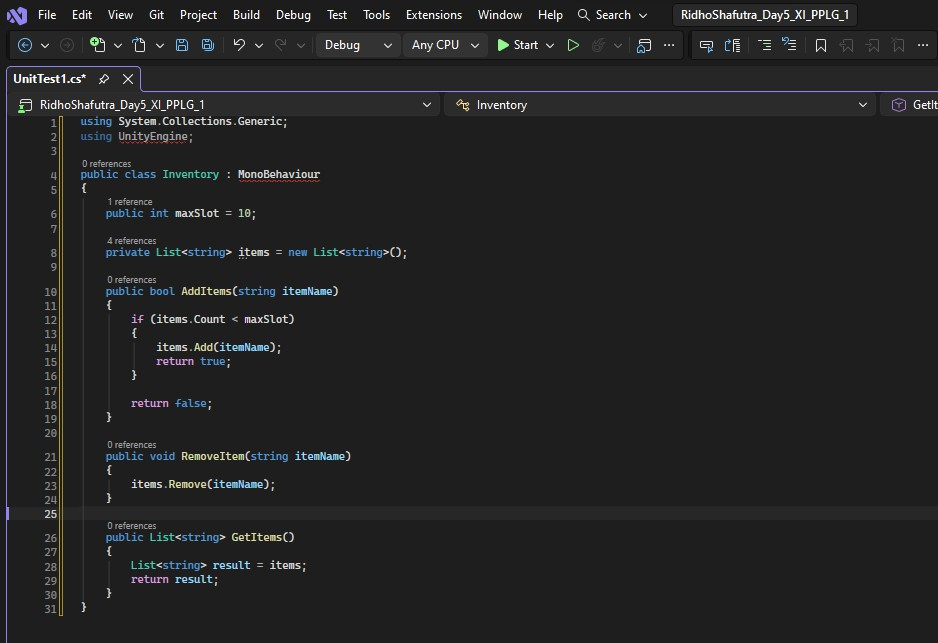 File Edit View Git Project Build Debug Test Tools Extensions Window Help Search RidhoShafutra_Day5_XI_PPLG_1
Debug Any CPU Start
UnitTest1.cs*
RidhoShafutra_Day5_XI_PPLG_1 Inventory GetIt
1 using System.Collections.Generic;
2 using UnityEngine;
3
0 references
4 public class Inventory : MonoBehaviour
5 {
1 reference
6 public int maxSlot = 10;
7
4 references
8 private List<string> items = new List<string>();
9
0 references
10 public bool AddItems(string itemName)
11 {
12 if (items.Count < maxSlot)
13 {
14 items.Add(itemName);
15 return true;
16 }
17
18 return false;
19 }
20
0 references
21 public void RemoveItem(string itemName)
22 {
23 items.Remove(itemName);
24 }
25
0 references
26 public List<string> GetItems()
27 {
28 List<string> result = items;
29 return result;
30 }
31 }